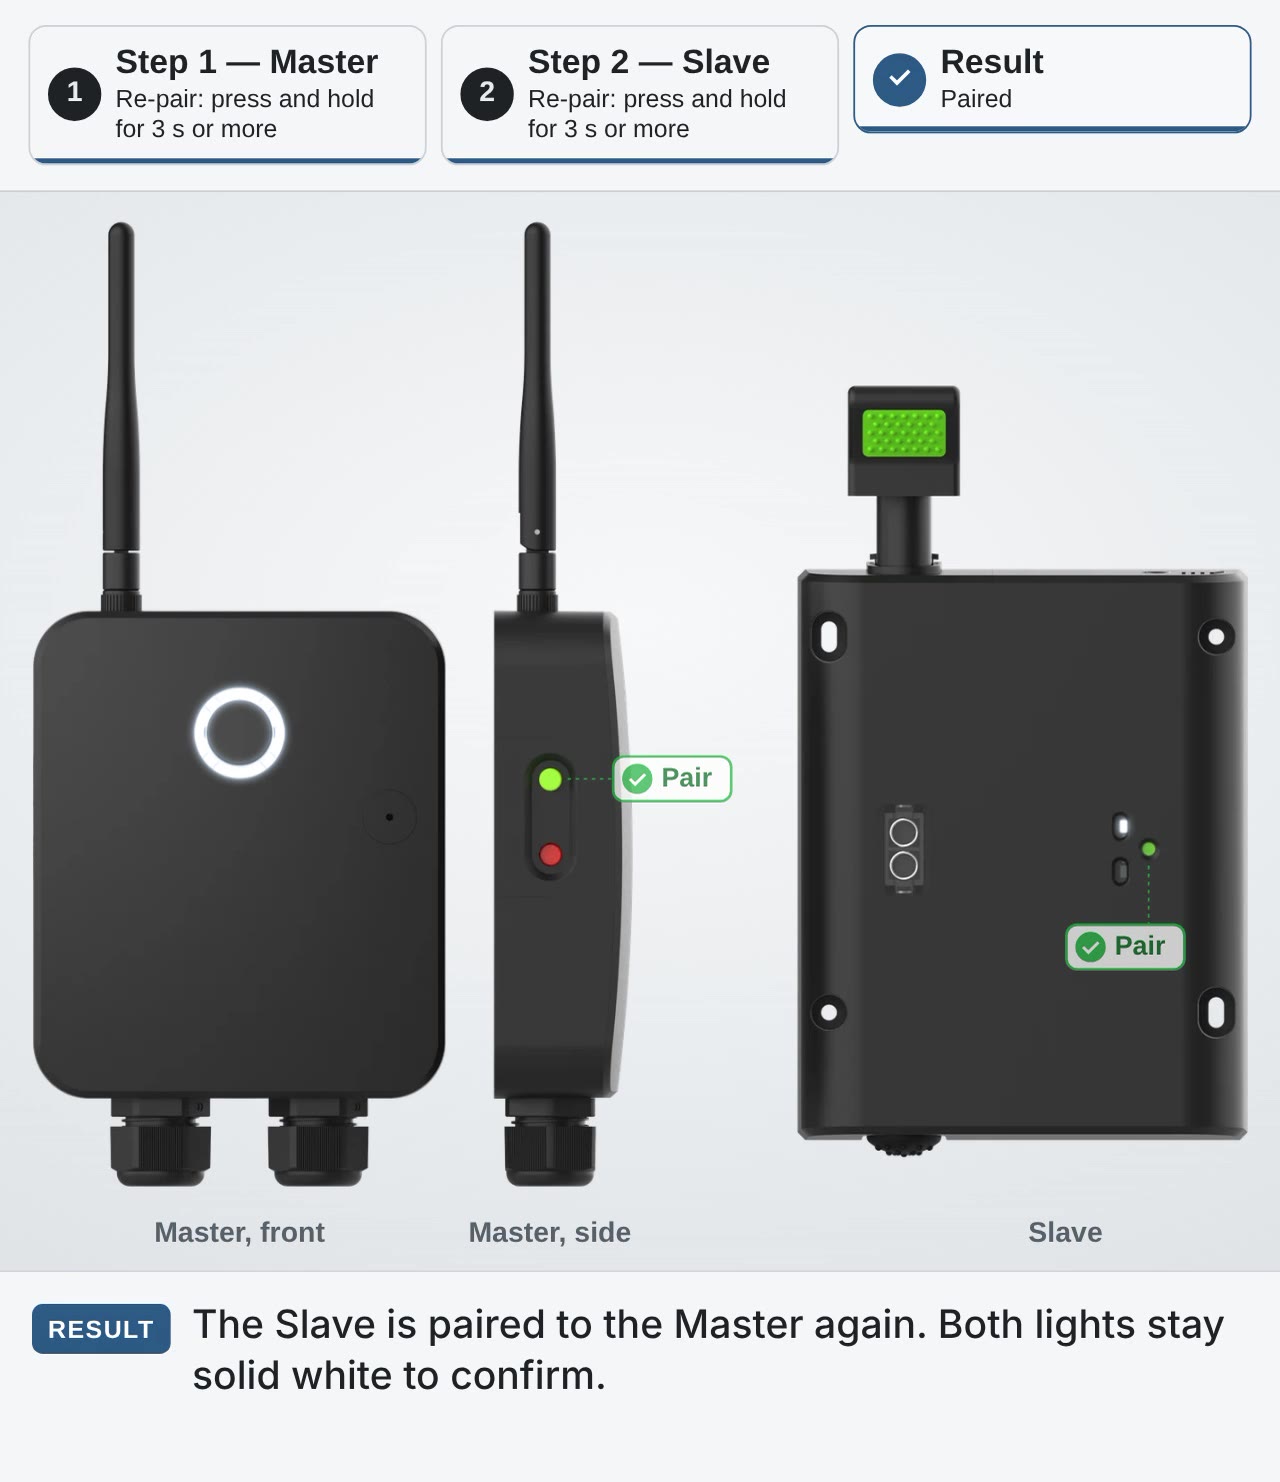 1
Step 1 — Master
Re-pair: press and hold
for 3 s or more
2
Step 2 — Slave
Re-pair: press and hold
for 3 s or more
Result
Paired
Pair
Pair
Master, front
Master, side
Slave
RESULT
The Slave is paired to the Master again. Both lights stay
solid white to confirm.